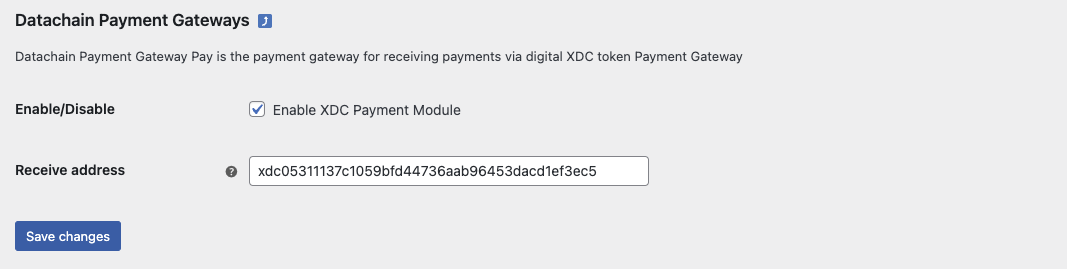 Datachain Payment Gateways ⤴
Datachain Payment Gateway Pay is the payment gateway for receiving payments via digital XDC token Payment Gateway
Enable/Disable Enable XDC Payment Module
Receive address ? xdc05311137c1059bfd44736aab96453dacd1ef3ec5
Save changes